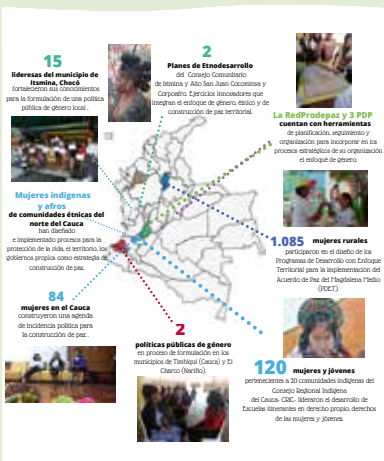 15
lideresas del municipio de
Itsmina, Chocó
fortalecieron sus conocimientos
para la formulación de una política
pública de género local.
2
Planes de Etnodesarrollo
del Consejo Comunitario
de Istmina y Alto San Juan Cocominsa y
Corpoafro. Ejercicios innovadores que
integran el enfoque de género, étnico y de
construcción de paz territorial.
La RedProdepaz y 3 PDP
cuentan con herramientas
de planificación, seguimiento y
organización para incorporar en los
procesos estratégicos de su organización
el enfoque de género.
Mujeres indígenas
y afros
de comunidades étnicas del
norte del Cauca
han diseñado
e implementado procesos para la
protección de la vida, el territorio, los
gobiernos propios como estrategia de
construcción de paz.
1.085 mujeres rurales
participaron en el diseño de los
Programas de Desarrollo con Enfoque
Territorial para la implementación del
Acuerdo de Paz del Magdalena Medio
(PDET).
84
mujeres en el Cauca
construyeron una agenda
de incidencia política para
la construcción de paz.
2
políticas públicas de género
en proceso de formulación en los
municipios de Timbiquí (Cauca) y El
Charco (Nariño).
120 mujeres y jóvenes
pertenecientes a 20 comunidades indígenas del
Consejo Regional Indígena
del Cauca- CRIC- lideraron el desarrollo de
Escuelas itinerantes en derecho propio, derechos
de las mujeres y jóvenes.